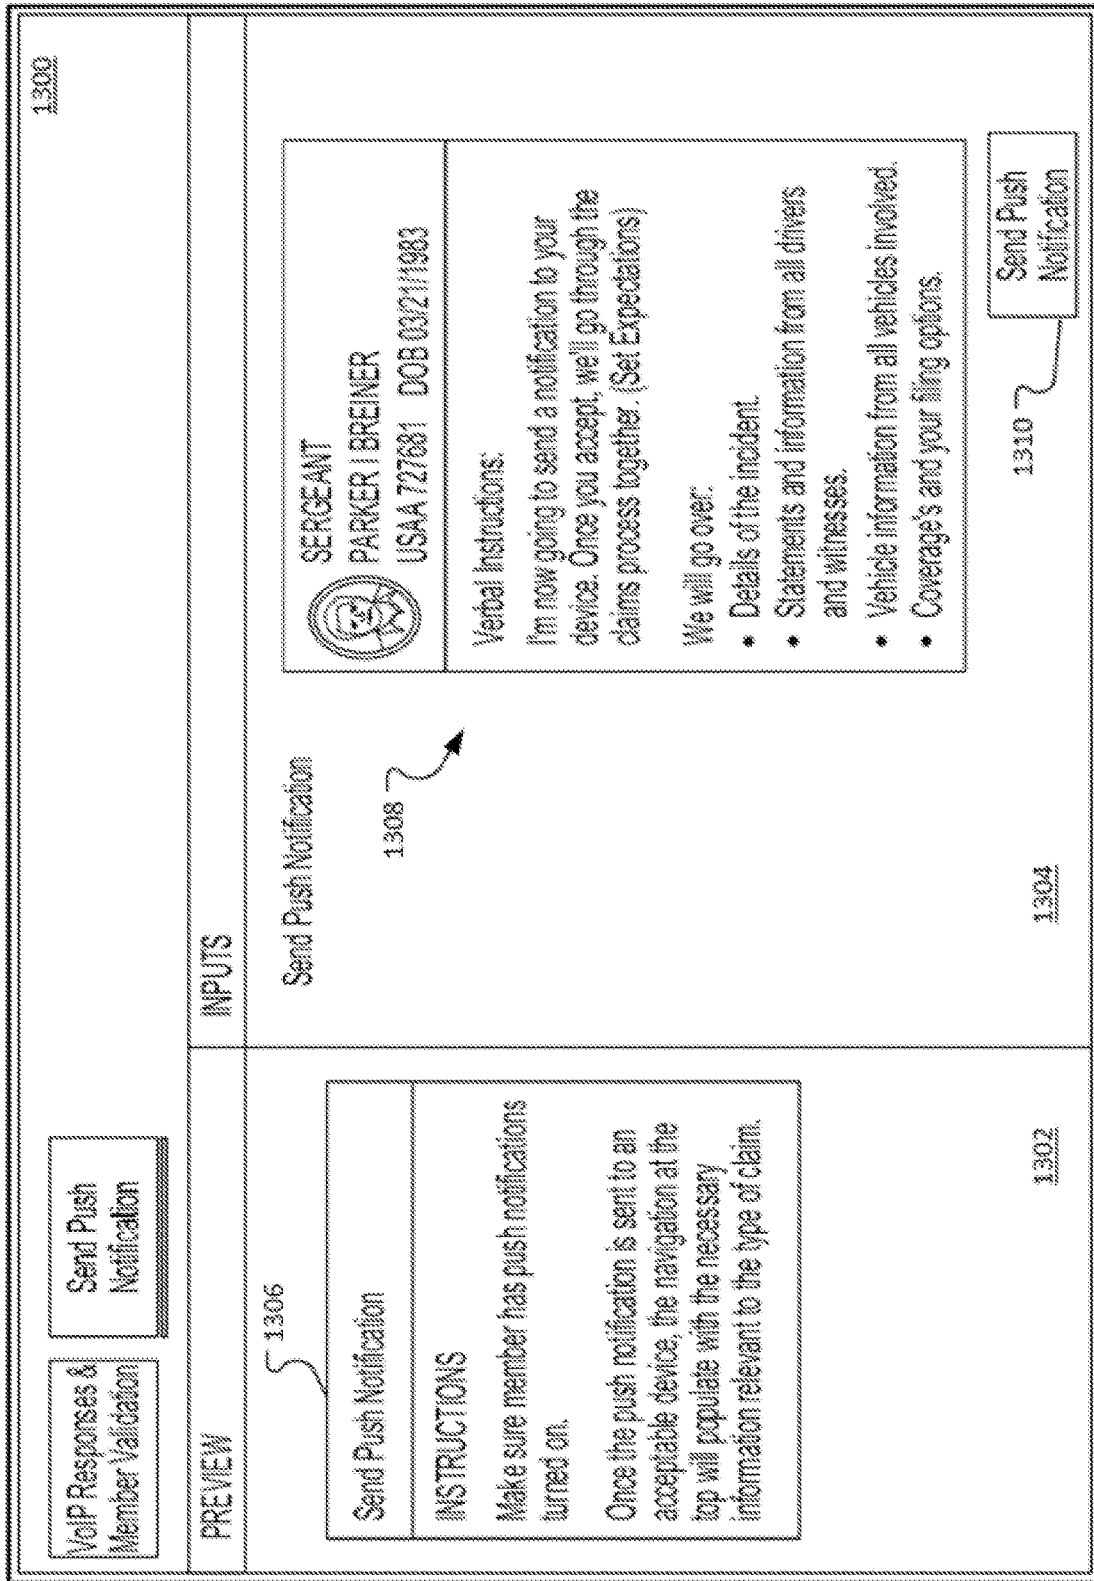 1300
VoIP Responses &
Member Validation
Send Push
Notification
PREVIEW
INPUTS
1306
Send Push Notification
INSTRUCTIONS
Make sure member has push notifications
turned on.
Once the push notification is sent to an
acceptable device, the navigation at the
top will populate with the necessary
information relevant to the type of claim.
1302
Send Push Notification
1308
SERGEANT
PARKER I BREINER
USAA 727681 DOB 03/21/1983
Verbal Instructions:
I'm now going to send a notification to your
device. Once you accept, we'll go through the
claims process together. (Set Expectations)
We will go over:
• Details of the incident.
• Statements and information from all drivers
and witnesses.
• Vehicle information from all vehicles involved.
• Coverage's and your filing options.
1304
1310
Send Push
Notification